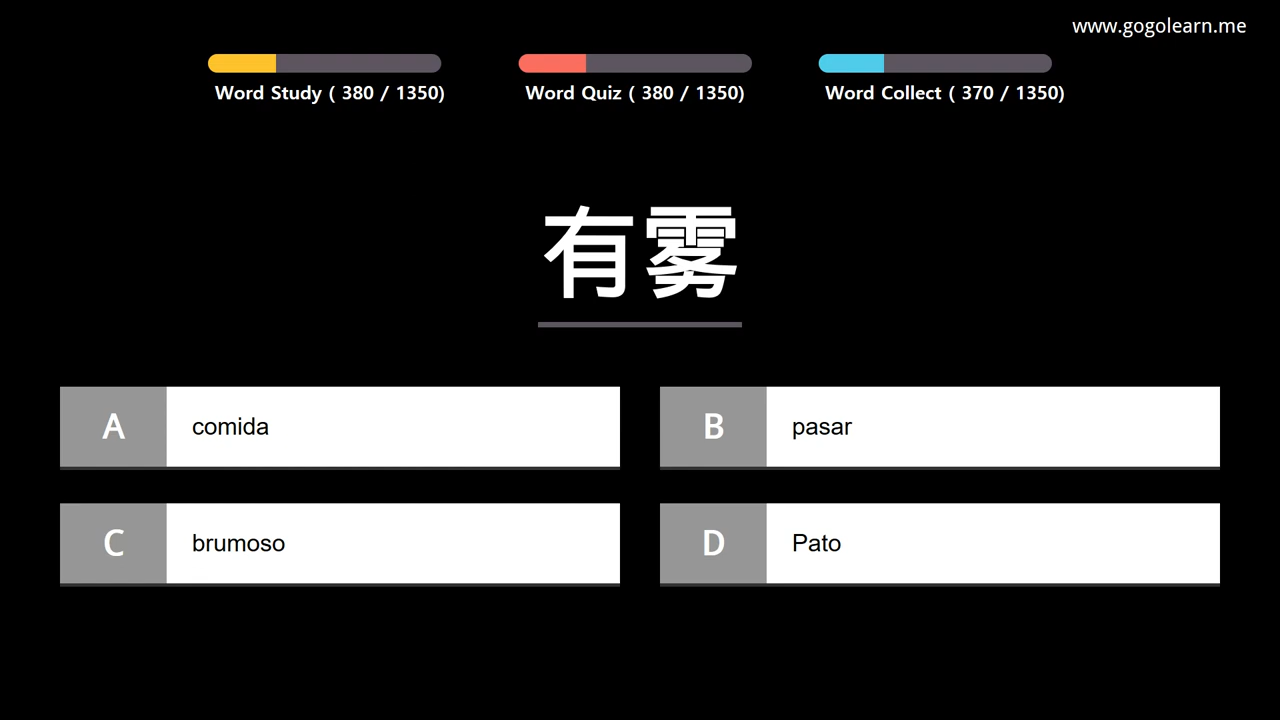 www.gogolearn.me
Word Study ( 380 / 1350)
Word Quiz ( 380 / 1350)
Word Collect ( 370 / 1350)
有雾
A comida
B pasar
C brumoso
D Pato